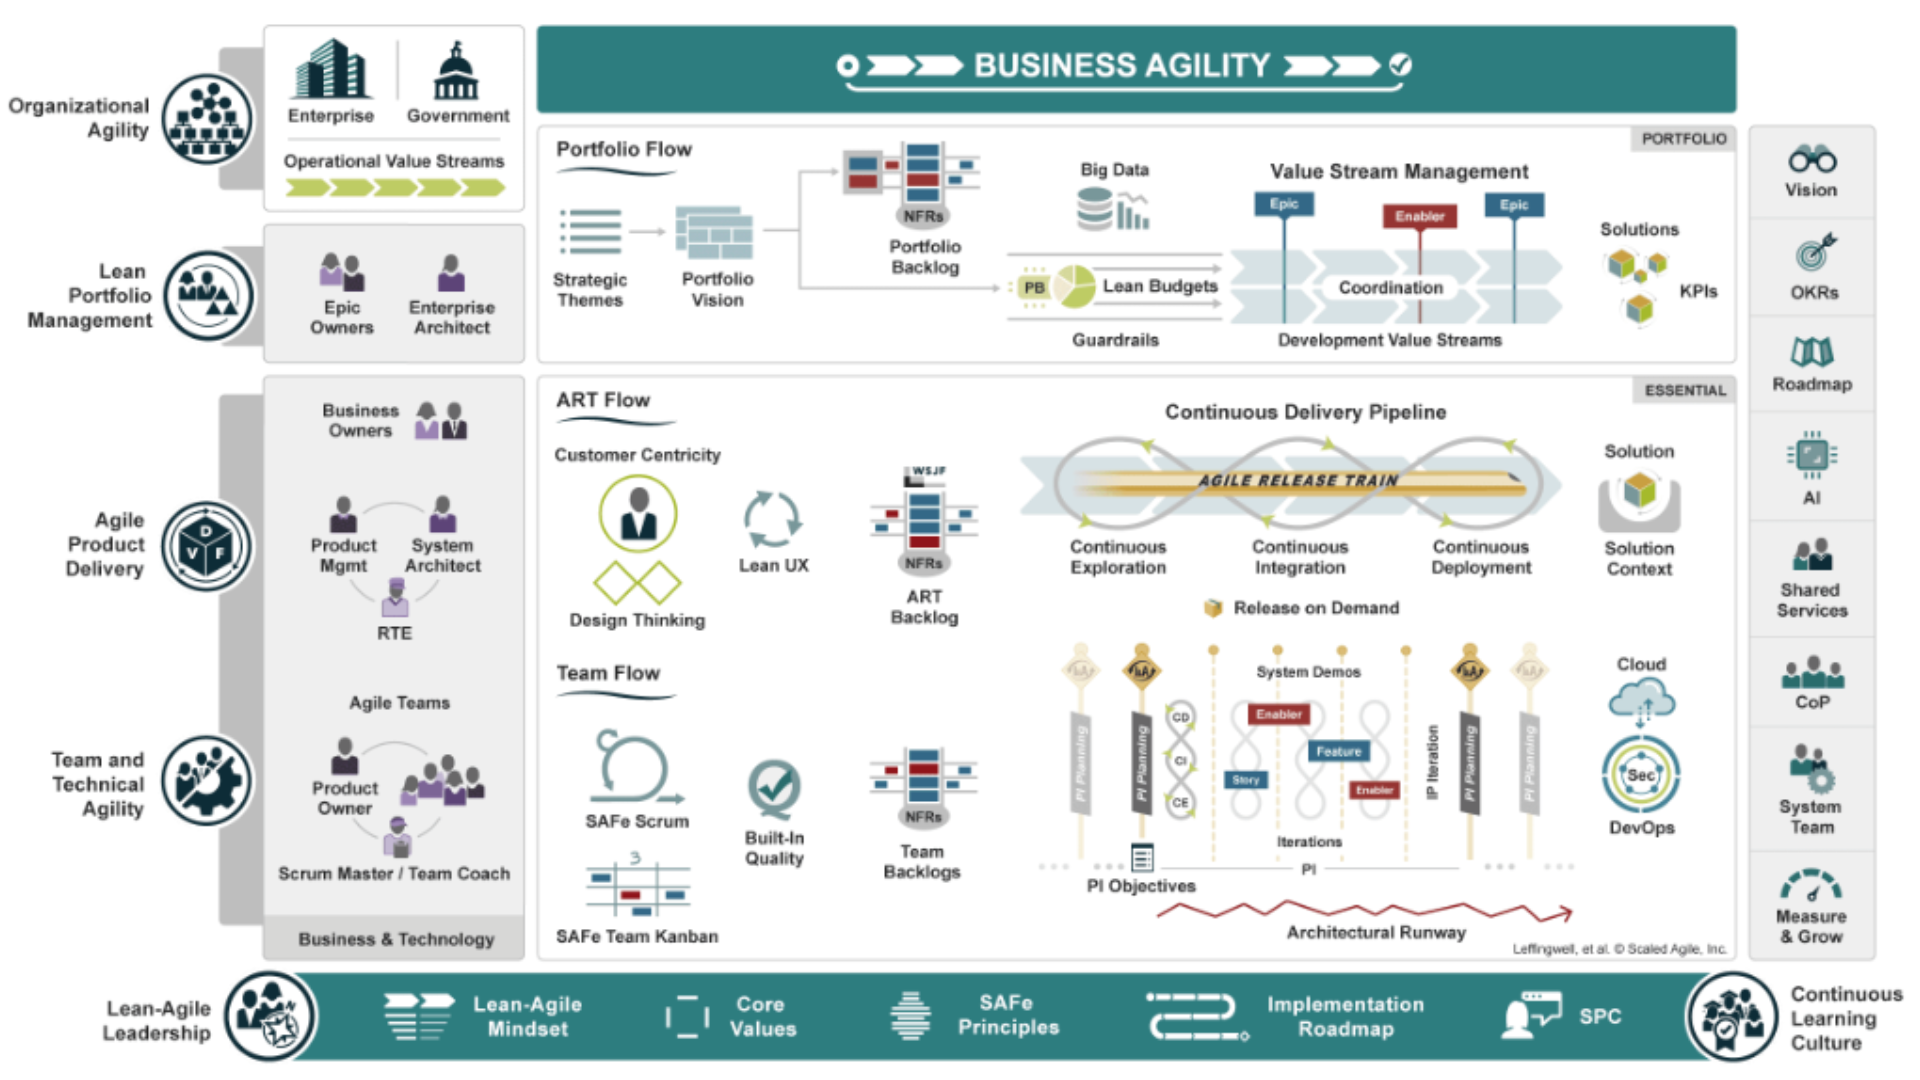 BUSINESS AGILITY
Organizational
Agility
Enterprise
Government
Operational Value Streams
Lean
Portfolio
Management
Epic
Owners
Enterprise
Architect
PORTFOLIO
Portfolio Flow
Strategic
Themes
Portfolio
Vision
NFRs
Portfolio
Backlog
Big Data
PB
Lean Budgets
Guardrails
Value Stream Management
Epic
Enabler
Epic
Coordination
Development Value Streams
Solutions
KPIs
Agile
Product
Delivery
D
V
F
Business
Owners
Product
Mgmt
System
Architect
RTE
Team and
Technical
Agility
Agile Teams
Product
Owner
Scrum Master / Team Coach
Business & Technology
ESSENTIAL
ART Flow
Customer Centricity
Design Thinking
Lean UX
WSJF
NFRs
ART
Backlog
Continuous Delivery Pipeline
AGILE RELEASE TRAIN
Continuous
Exploration
Continuous
Integration
Continuous
Deployment
Release on Demand
Solution
Solution
Context
Team Flow
SAFe Scrum
3
SAFe Team Kanban
Built-In
Quality
NFRs
Team
Backlogs
I&A
I&A
I&A
I&A
PI Planning
PI Planning
CD
CI
CE
System Demos
Enabler
Feature
Story
Enabler
IP Iteration
PI Planning
PI Planning
Iterations
PI
PI Objectives
Architectural Runway
Cloud
Sec
DevOps
Leffingwell, et al. © Scaled Agile, Inc.
Vision
OKRs
Roadmap
AI
Shared
Services
CoP
System
Team
Measure
& Grow
Lean-Agile
Leadership
N
Lean-Agile
Mindset
Core
Values
SAFe
Principles
Implementation
Roadmap
SPC
Continuous
Learning
Culture